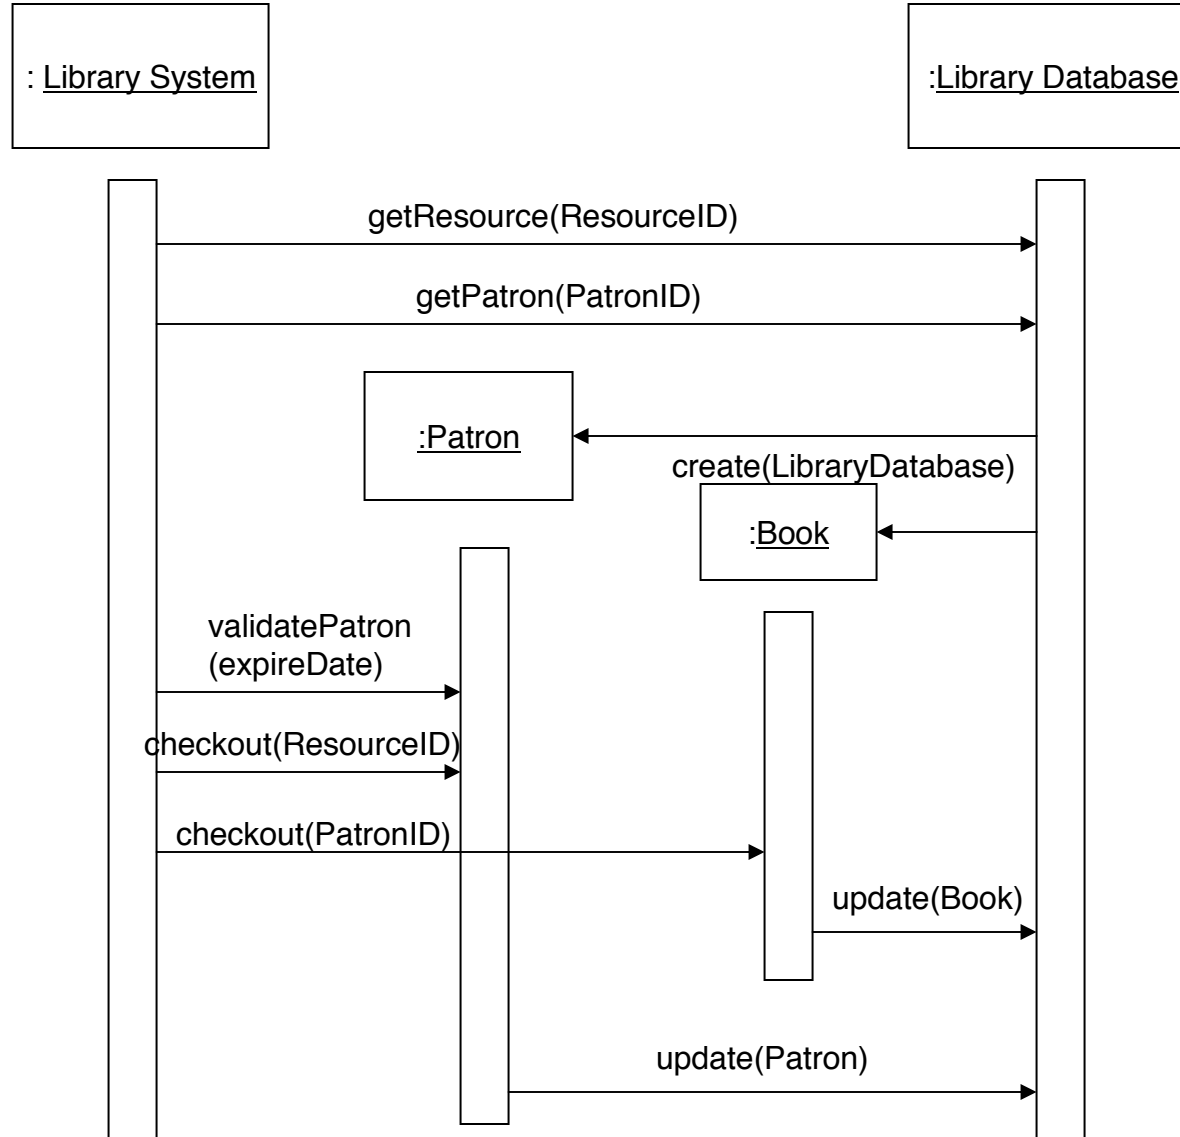 : Library System
:Library Database
getResource(ResourceID)
getPatron(PatronID)
:Patron
create(LibraryDatabase)
:Book
validatePatron
(expireDate)
checkout(ResourceID)
checkout(PatronID)
update(Book)
update(Patron)